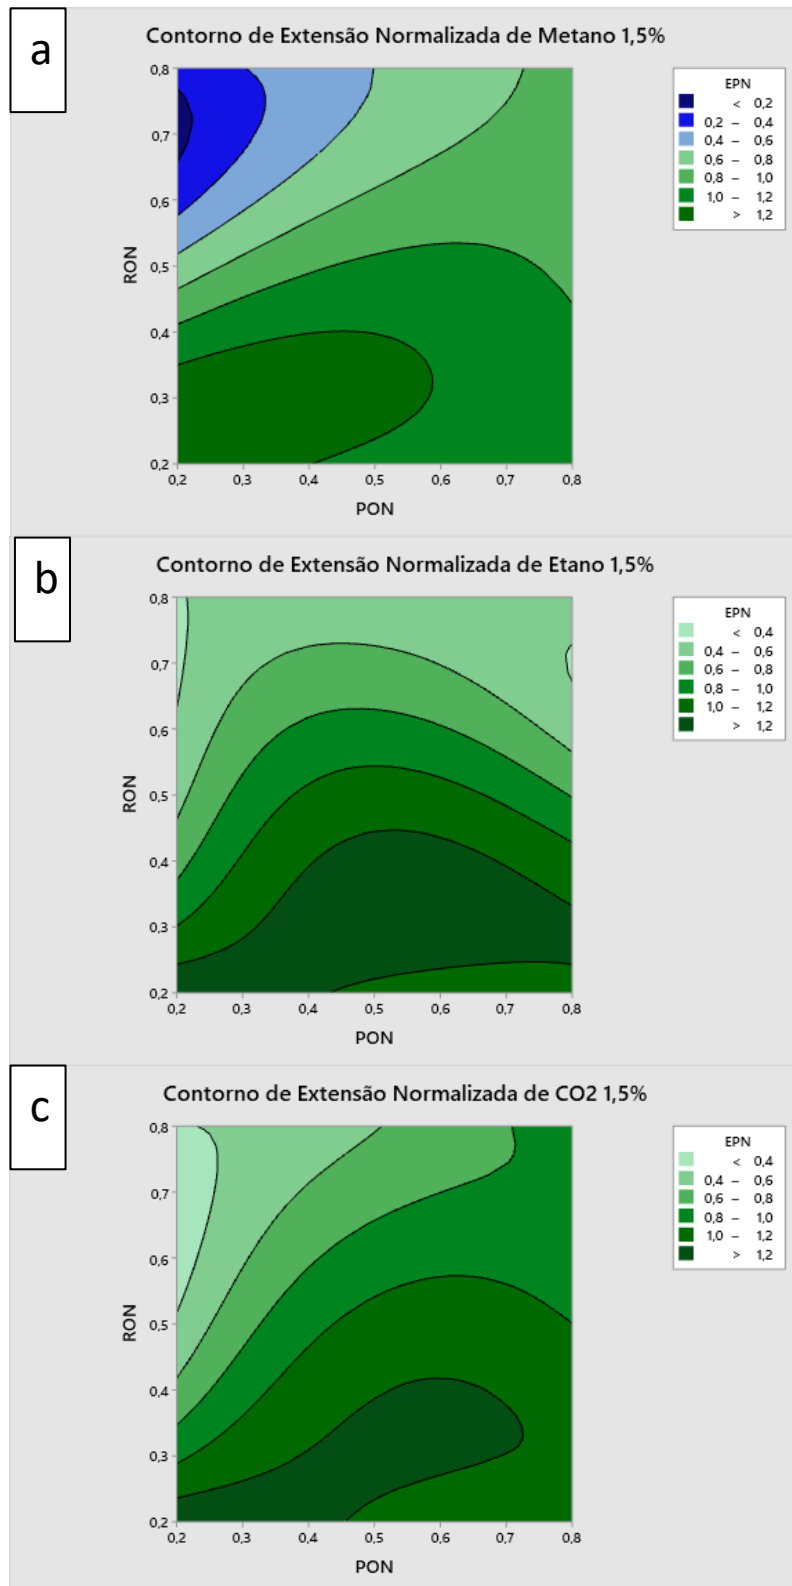 a
Contorno de Extensão Normalizada de Metano 1,5%
0,8
0,7
0,6
0,5
0,4
0,3
0,2
RON
0,2 0,3 0,4 0,5 0,6 0,7 0,8
PON
EPN
< 0,2
0,2 – 0,4
0,4 – 0,6
0,6 – 0,8
0,8 – 1,0
1,0 – 1,2
> 1,2
b
Contorno de Extensão Normalizada de Etano 1,5%
0,8
0,7
0,6
0,5
0,4
0,3
0,2
RON
0,2 0,3 0,4 0,5 0,6 0,7 0,8
PON
EPN
< 0,4
0,4 – 0,6
0,6 – 0,8
0,8 – 1,0
1,0 – 1,2
> 1,2
c
Contorno de Extensão Normalizada de CO2 1,5%
0,8
0,7
0,6
0,5
0,4
0,3
0,2
RON
0,2 0,3 0,4 0,5 0,6 0,7 0,8
PON
EPN
< 0,4
0,4 – 0,6
0,6 – 0,8
0,8 – 1,0
1,0 – 1,2
> 1,2